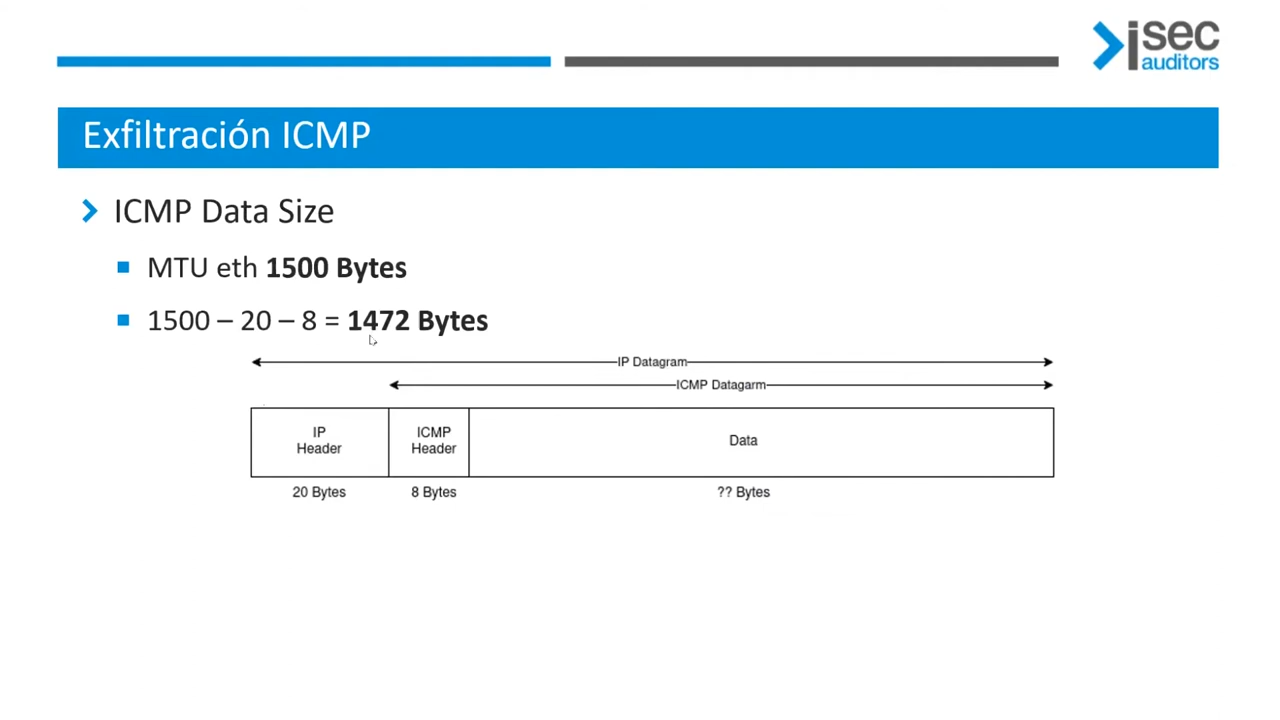 isec
auditors
Exfiltración ICMP
ICMP Data Size
MTU eth 1500 Bytes
1500 – 20 – 8 = 1472 Bytes
IP Datagram
ICMP Datagarm
IP
Header
ICMP
Header
Data
20 Bytes
8 Bytes
?? Bytes